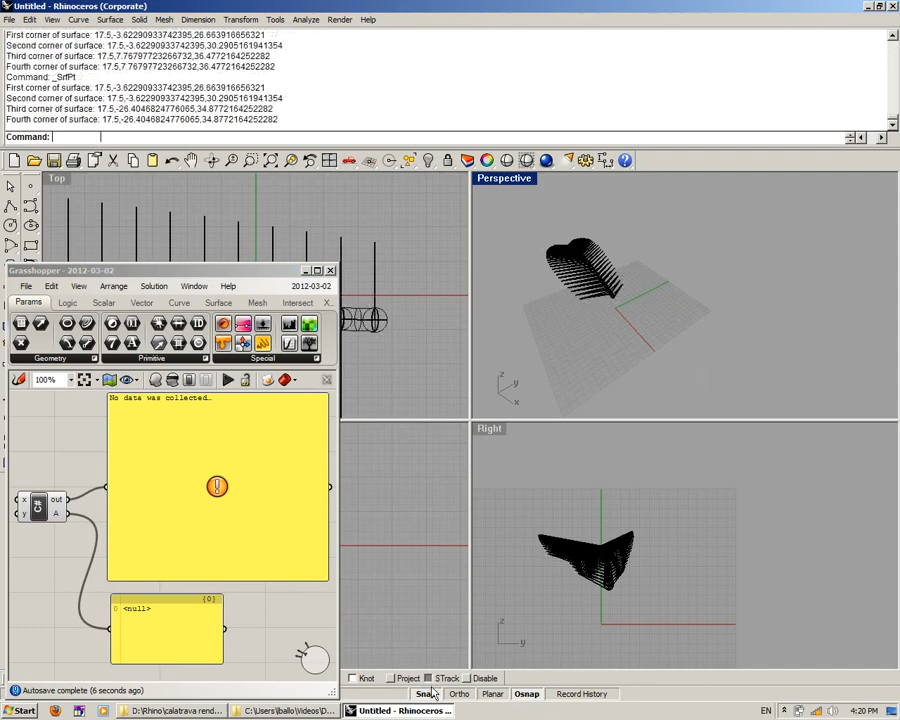 Untitled - Rhinoceros (Corporate)
File Edit View Curve Surface Solid Mesh Dimension Transform Tools Analyze Render Help
First corner of surface: 17.5,-3.62290933742395,26.663916656321
Second corner of surface: 17.5,-3.62290933742395,30.2905161941354
Third corner of surface: 17.5,7.76797723266732,36.4772164252282
Fourth corner of surface: 17.5,7.76797723266732,36.4772164252282
Command: _SrfPt
First corner of surface: 17.5,-3.62290933742395,26.663916656321
Second corner of surface: 17.5,-3.62290933742395,30.2905161941354
Third corner of surface: 17.5,-26.4046824776065,34.8772164252282
Fourth corner of surface: 17.5,-26.4046824776065,34.8772164252282
Command:
Top
Perspective
Grasshopper - 2012-03-02
File Edit View Arrange Solution Window Help
2012-03-02
Params Logic Scalar Vector Curve Surface Mesh Intersect X..
Geometry Primitive Special
100%
No data was collected…
x out
y A
C#
{0}
0 <null>
Autosave complete (6 seconds ago)
z
y
x
Right
z
y
Knot Project STrack Disable
Snap Ortho Planar Osnap Record History
Start D:\Rhino\calatrava rend... C:\Users\lballo\Videos\D... Untitled - Rhinoceros ... EN 4:20 PM